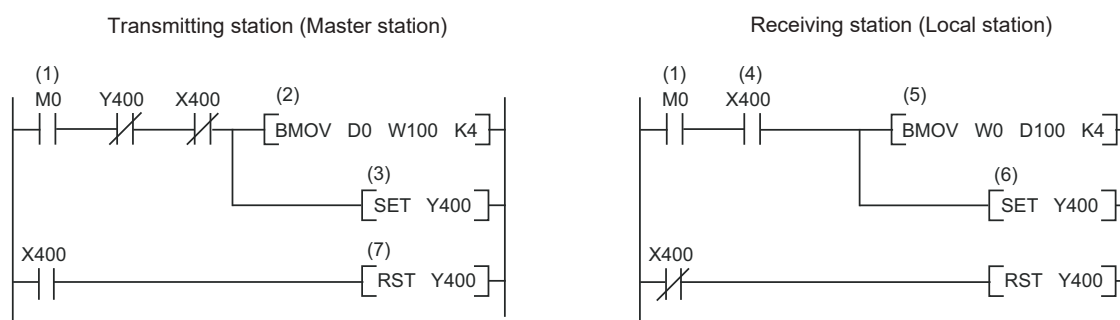 Transmitting station (Master station)
(1)
M0 Y400 X400 (2)
BMOV D0 W100 K4
(3)
SET Y400
X400 (7)
RST Y400
Receiving station (Local station)
(1) (4)
M0 X400 (5)
BMOV W0 D100 K4
(6)
SET Y400
X400
RST Y400